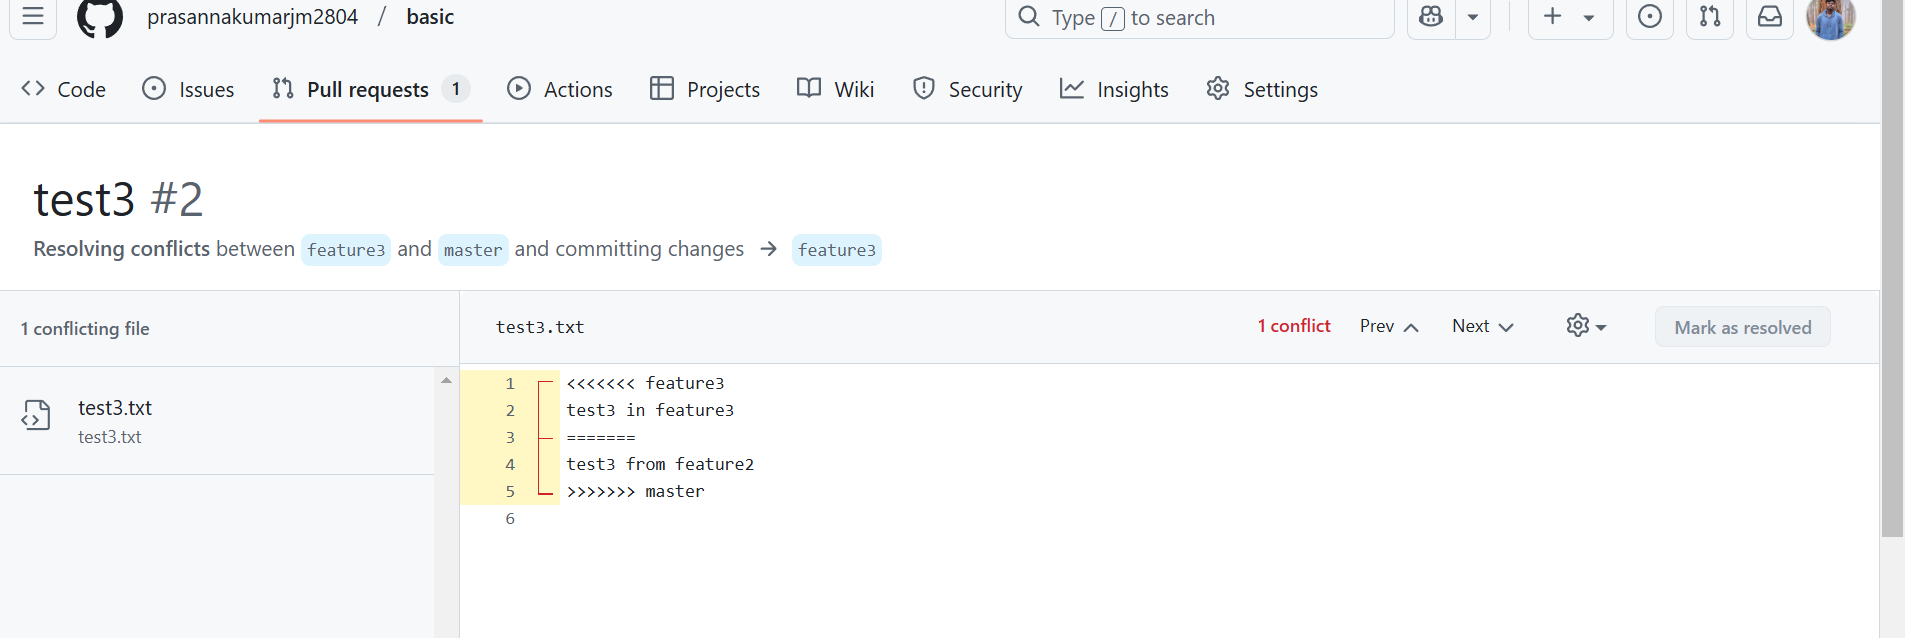 prasannakumarjm2804 / basic
Type / to search
Code Issues Pull requests 1 Actions Projects Wiki Security Insights Settings
test3 #2
Resolving conflicts between feature3 and master and committing changes → feature3
1 conflicting file
test3.txt
test3.txt
test3.txt 1 conflict Prev Next Mark as resolved
1 <<<<<<< feature3
2 test3 in feature3
3 =======
4 test3 from feature2
5 >>>>>>> master
6